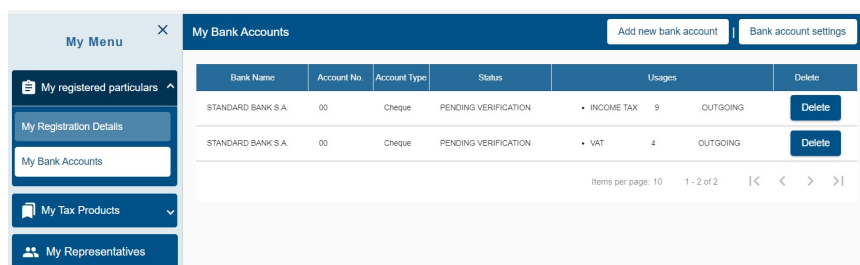 My Menu
My Bank Accounts
Add new bank account | Bank account settings
My registered particulars
My Registration Details
My Bank Accounts
My Tax Products
My Representatives
Bank Name Account No. Account Type Status Usages Delete
STANDARD BANK S.A. 00 Cheque PENDING VERIFICATION • INCOME TAX 9 OUTGOING Delete
STANDARD BANK S.A. 00 Cheque PENDING VERIFICATION • VAT 4 OUTGOING Delete
Items per page: 10 1 - 2 of 2